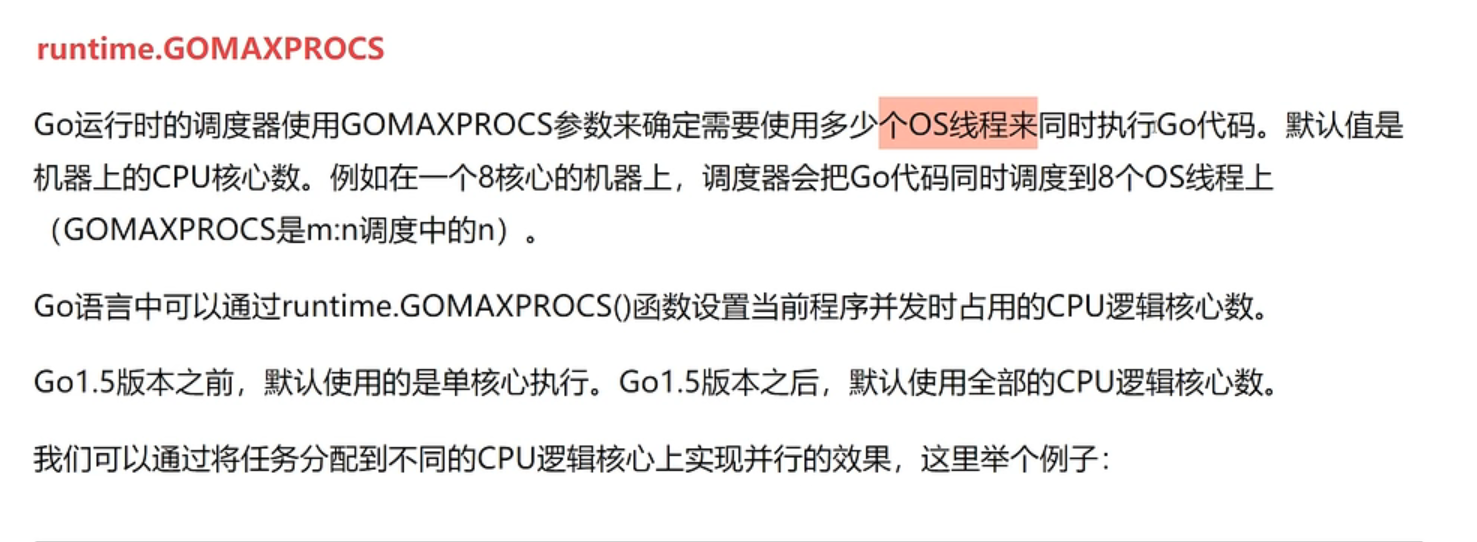 runtime.GOMAXPROCS
Go运行时的调度器使用GOMAXPROCS参数来确定需要使用多少个OS线程来同时执行Go代码。默认值是
机器上的CPU核心数。例如在一个8核心的机器上，调度器会把Go代码同时调度到8个OS线程上
（GOMAXPROCS是m:n调度中的n）。
Go语言中可以通过runtime.GOMAXPROCS()函数设置当前程序并发时占用的CPU逻辑核心数。
Go1.5版本之前，默认使用的是单核心执行。Go1.5版本之后，默认使用全部的CPU逻辑核心数。
我们可以通过将任务分配到不同的CPU逻辑核心上实现并行的效果，这里举个例子：